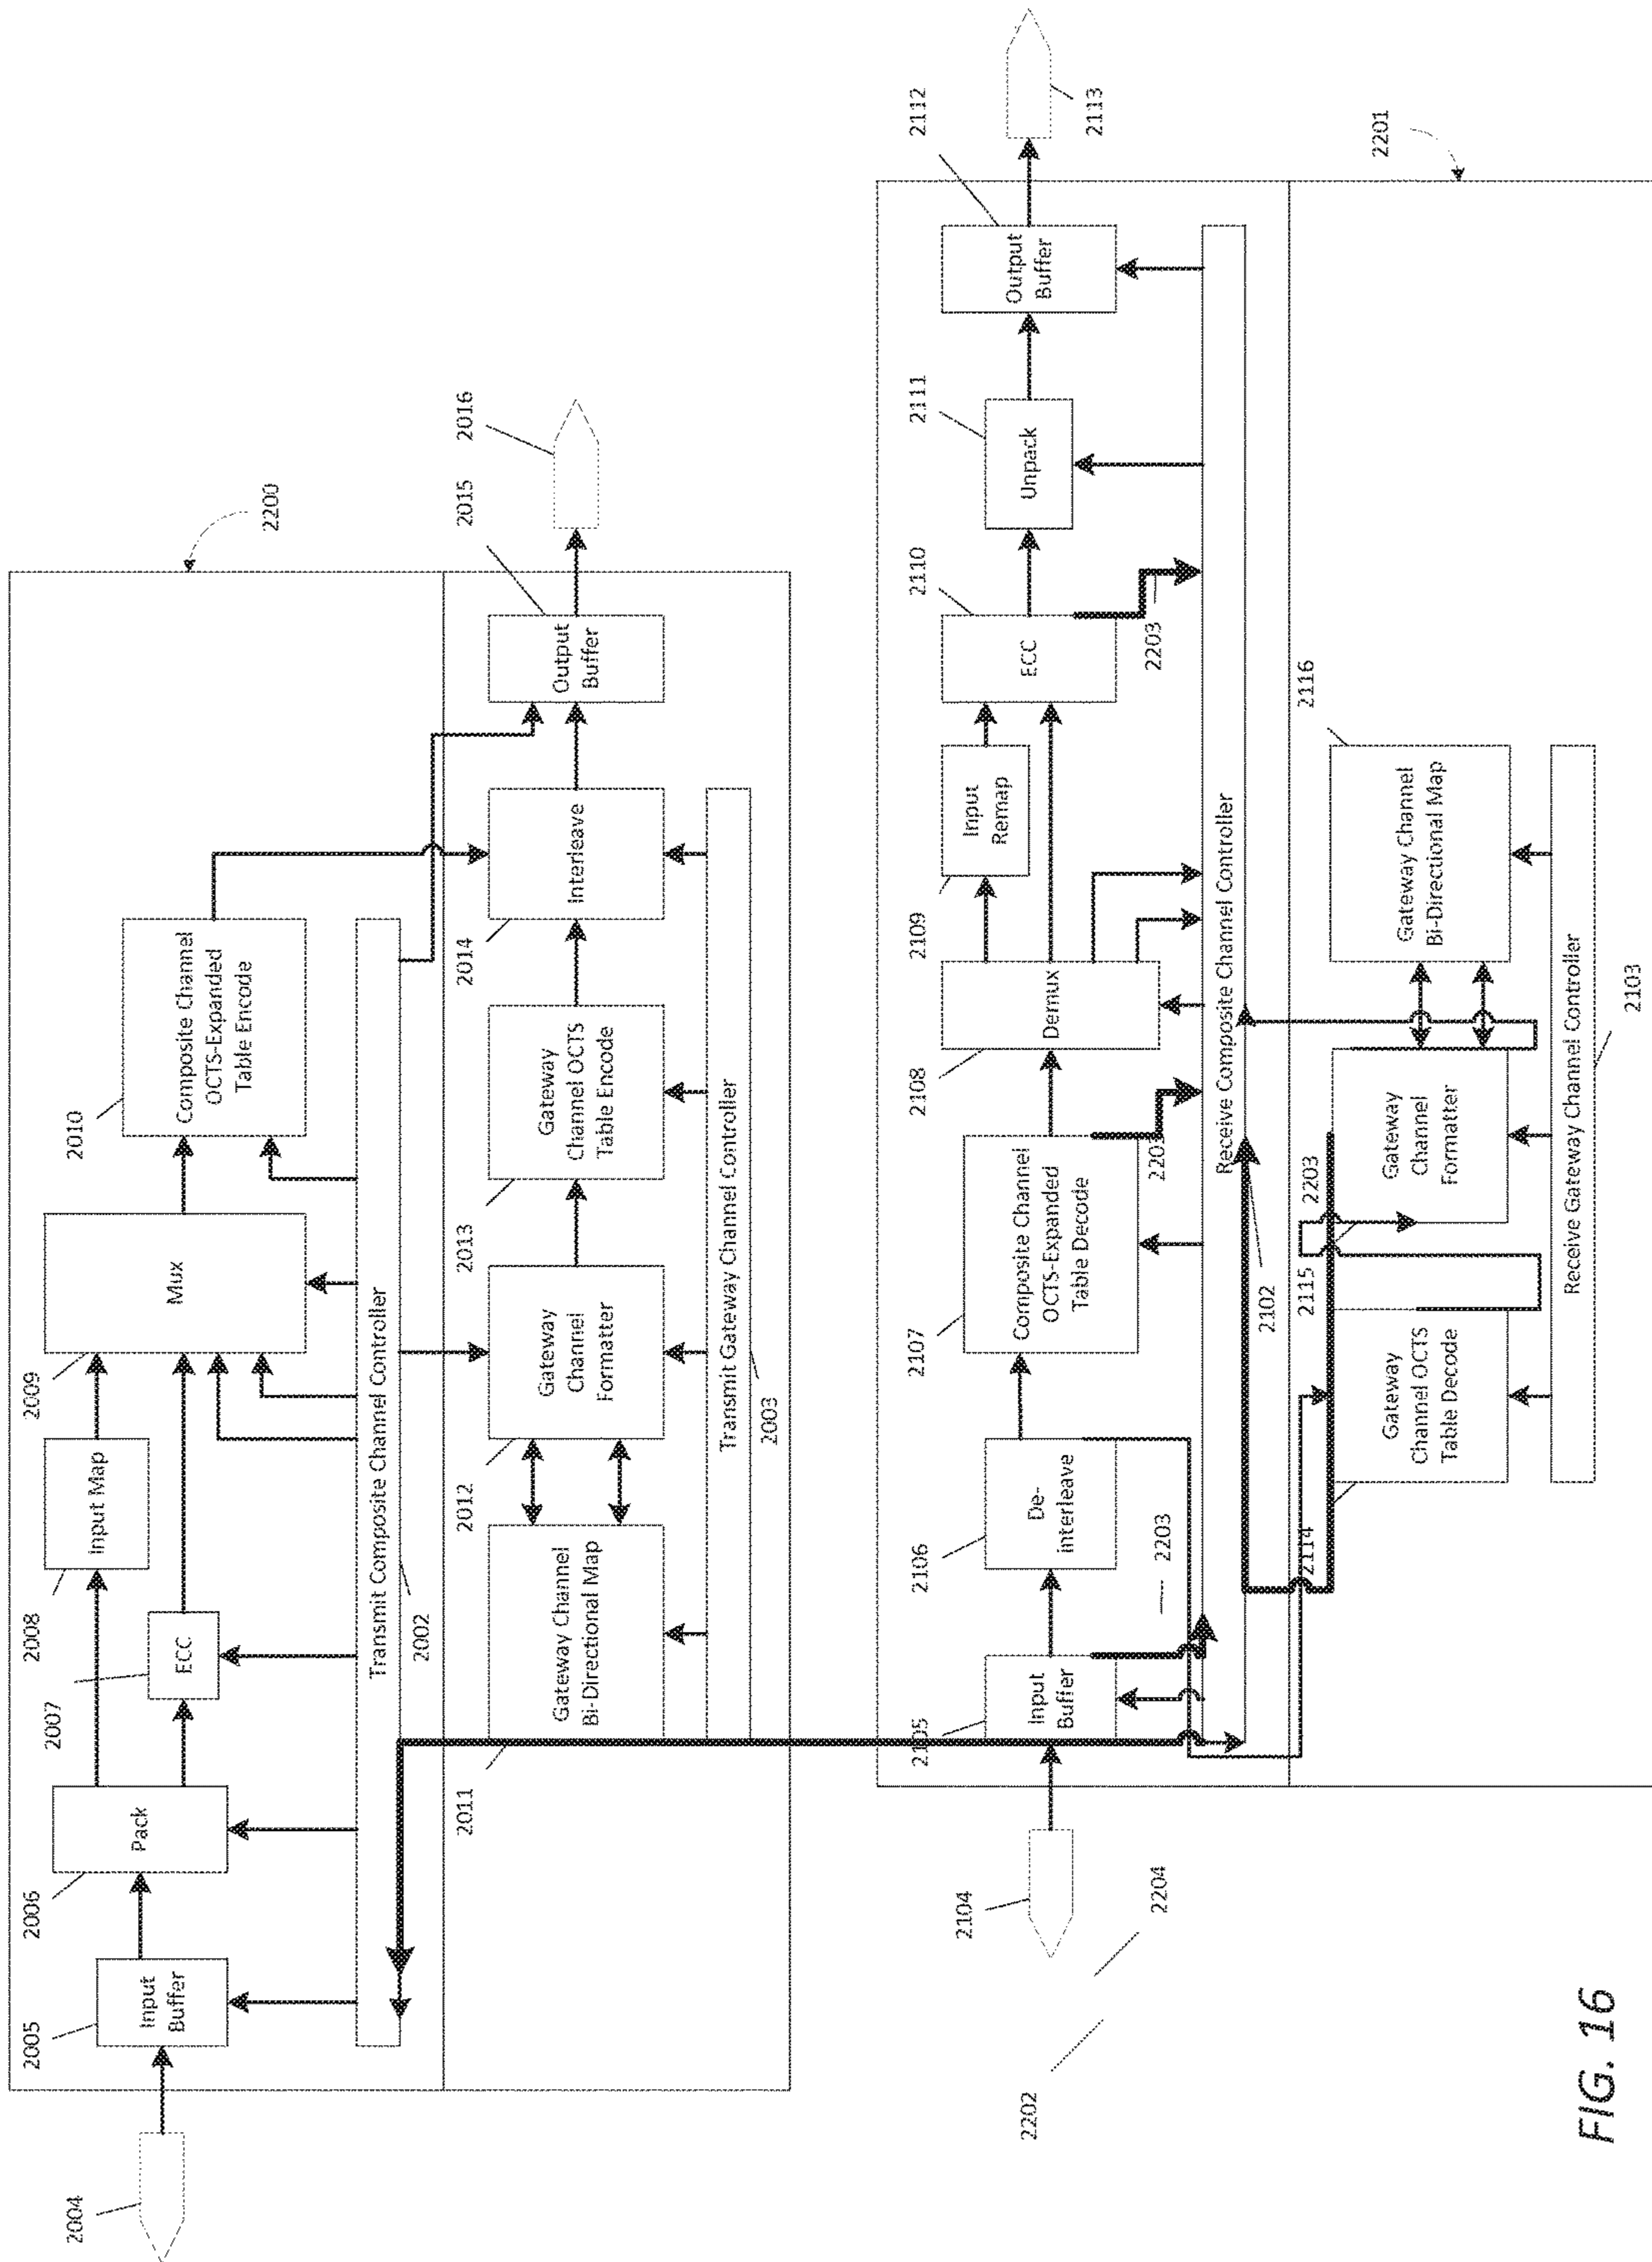 2200
2004
2005
Input
Buffer
2006
Pack
2007
ECC
2008
Input Map
2009
Mux
2010
Composite Channel
OCTS-Expanded
Table Encode
Transmit Composite Channel Controller
2002
2011
Gateway Channel
Bi-Directional Map
2012
Gateway
Channel
Formatter
2013
Gateway
Channel OCTS
Table Encode
2014
Interleave
2015
Output
Buffer
2016
Transmit Gateway Channel Controller
2003
2104
2105
Input
Buffer
2203
2106
De-
interleave
2107
Composite Channel
OCTS-Expanded
Table Decode
2203
2108
Demux
2109
Input
Remap
2110
ECC
2203
2111
Unpack
2112
Output
Buffer
2113
Receive Composite Channel Controller
2102
2201
2114
Gateway
Channel OCTS
Table Decode
2115
2203
Gateway
Channel
Formatter
2116
Gateway Channel
Bi-Directional Map
Receive Gateway Channel Controller
2103
2202
2204
FIG. 16